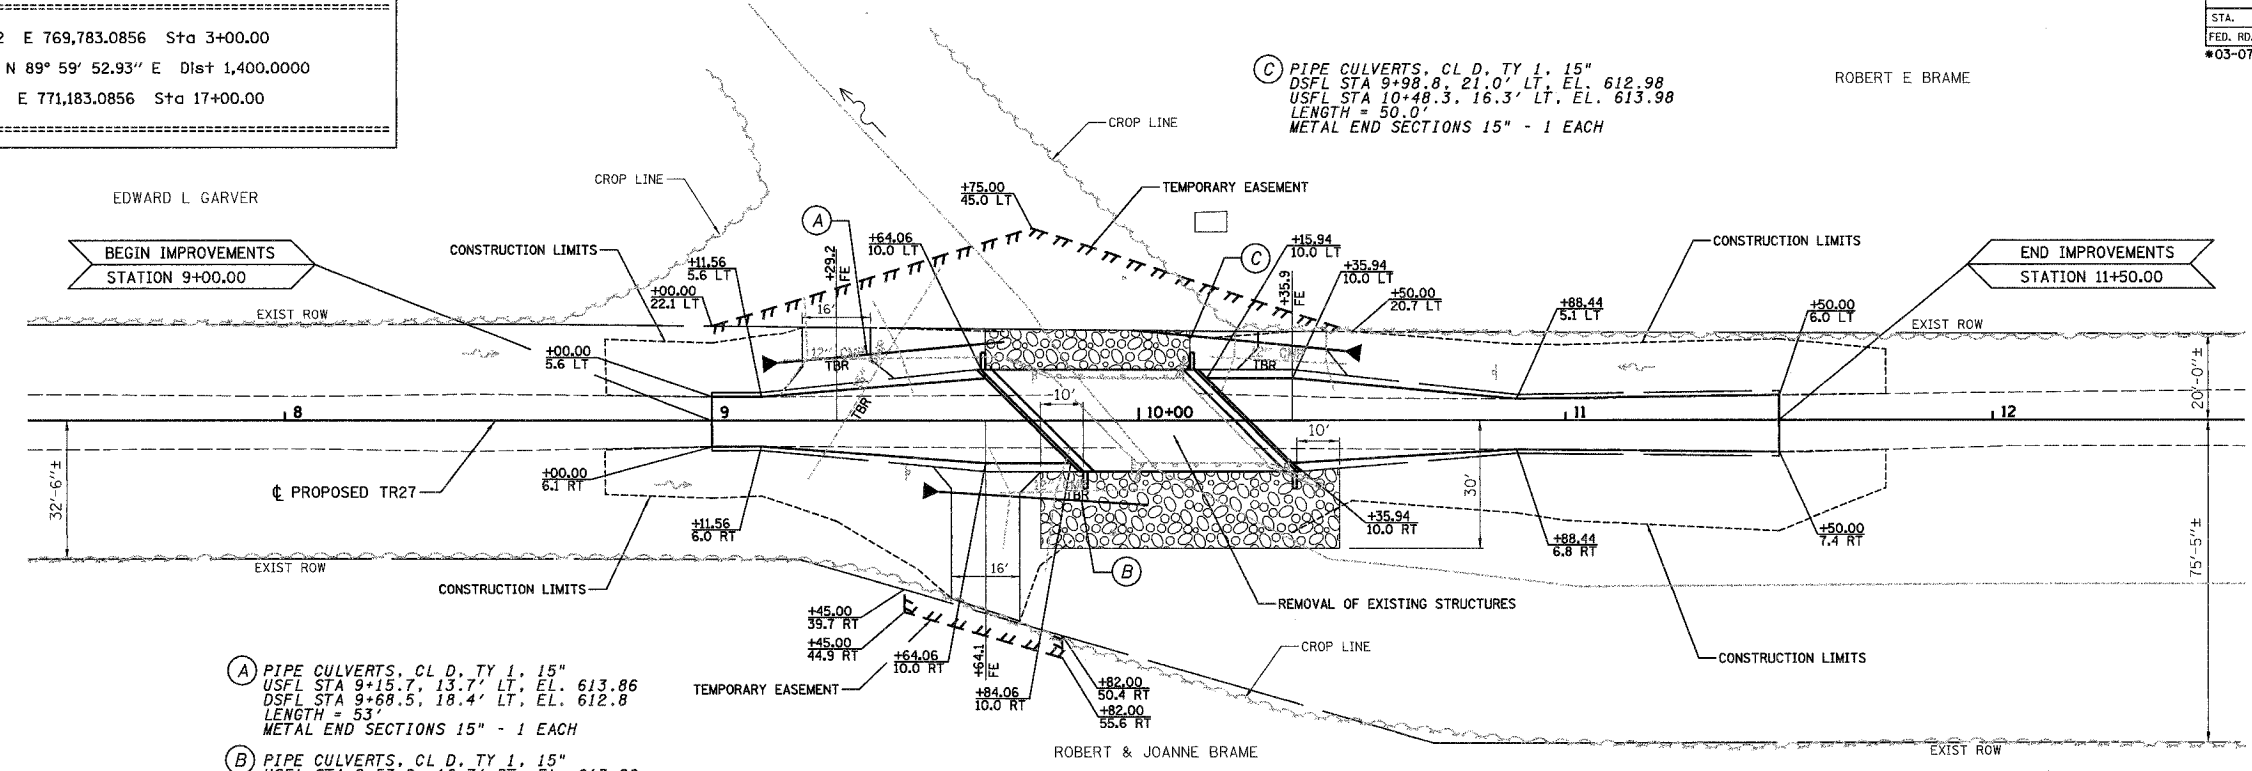 2 E 769,783.0856 Sta 3+00.00
N 89° 59' 52.93" E Dist 1,400.0000
E 771,183.0856 Sta 17+00.00
STA.
FED. RD.
*03-07
C PIPE CULVERTS, CL D, TY 1, 15"
DSFL STA 9+98.8, 21.0' LT, EL. 612.98
USFL STA 10+48.3, 16.3' LT, EL. 613.98
LENGTH = 50.0'
METAL END SECTIONS 15" - 1 EACH
ROBERT E BRAME
CROP LINE
CROP LINE
EDWARD L GARVER
+75.00
45.0 LT
TEMPORARY EASEMENT
A
BEGIN IMPROVEMENTS
STATION 9+00.00
CONSTRUCTION LIMITS
+11.56
5.6 LT
+00.00
22.1 LT
+29.2
FE
+64.06
10.0 LT
C
+15.94
10.0 LT
+35.9
FE
+35.94
10.0 LT
+50.00
20.7 LT
CONSTRUCTION LIMITS
END IMPROVEMENTS
STATION 11+50.00
+88.44
5.1 LT
+50.00
6.0 LT
EXIST ROW
16'
EXIST ROW
+00.00
5.6 LT
12" CMP
TBR
TBR
TBR
10'
20'-0"±
8
9
10+00
11
12
10'
32'-6"±
℄ PROPOSED TR27
+00.00
6.1 RT
+11.56
6.0 RT
TBR
30'
+35.94
10.0 RT
+88.44
6.8 RT
+50.00
7.4 RT
75'-5"±
EXIST ROW
CONSTRUCTION LIMITS
16'
B
REMOVAL OF EXISTING STRUCTURES
+45.00
39.7 RT
+45.00
44.9 RT
+64.06
10.0 RT
+64.1
FE
+84.06
10.0 RT
+82.00
50.4 RT
+82.00
55.6 RT
CROP LINE
CONSTRUCTION LIMITS
TEMPORARY EASEMENT
A PIPE CULVERTS, CL D, TY 1, 15"
USFL STA 9+15.7, 13.7' LT, EL. 613.86
DSFL STA 9+68.5, 18.4' LT, EL. 612.8
LENGTH = 53'
METAL END SECTIONS 15" - 1 EACH
ROBERT & JOANNE BRAME
EXIST ROW
B PIPE CULVERTS, CL D, TY 1, 15"